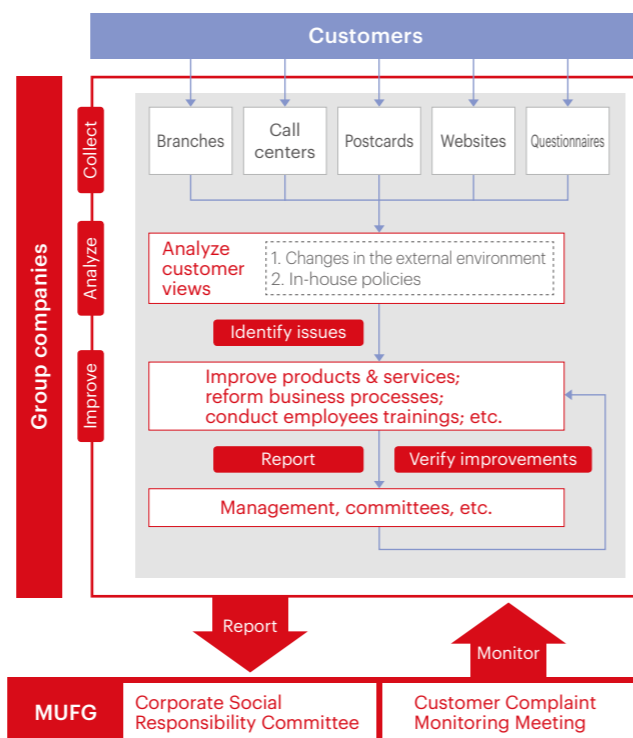 Customers
Group companies
Collect
Branches
Call
centers
Postcards
Websites
Questionnaires
Analyze
Analyze
customer
views
1. Changes in the external environment
2. In-house policies
Identify issues
Improve
Improve products & services;
reform business processes;
conduct employees trainings; etc.
Report
Verify improvements
Management, committees, etc.
Report
Monitor
MUFG
Corporate Social
Responsibility Committee
Customer Complaint
Monitoring Meeting